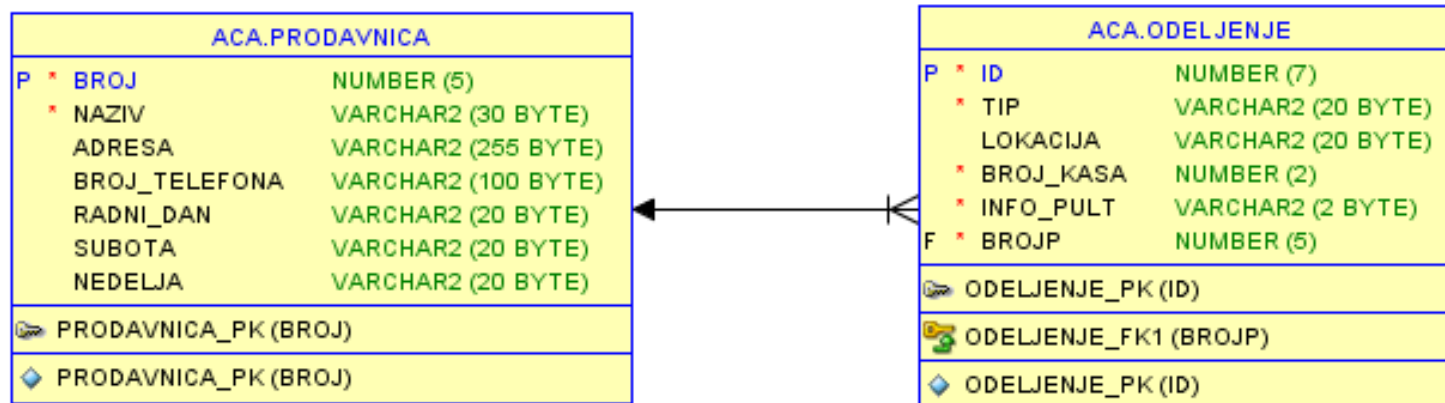 ACA.PRODAVNICA
P * BROJ NUMBER (5)
* NAZIV VARCHAR2 (30 BYTE)
ADRESA VARCHAR2 (255 BYTE)
BROJ_TELEFONA VARCHAR2 (100 BYTE)
RADNI_DAN VARCHAR2 (20 BYTE)
SUBOTA VARCHAR2 (20 BYTE)
NEDELJA VARCHAR2 (20 BYTE)
PRODAVNICA_PK (BROJ)
PRODAVNICA_PK (BROJ)
ACA.ODELJENJE
P * ID NUMBER (7)
* TIP VARCHAR2 (20 BYTE)
LOKACIJA VARCHAR2 (20 BYTE)
* BROJ_KASA NUMBER (2)
* INFO_PULT VARCHAR2 (2 BYTE)
F * BROJP NUMBER (5)
ODELJENJE_PK (ID)
ODELJENJE_FK1 (BROJP)
ODELJENJE_PK (ID)